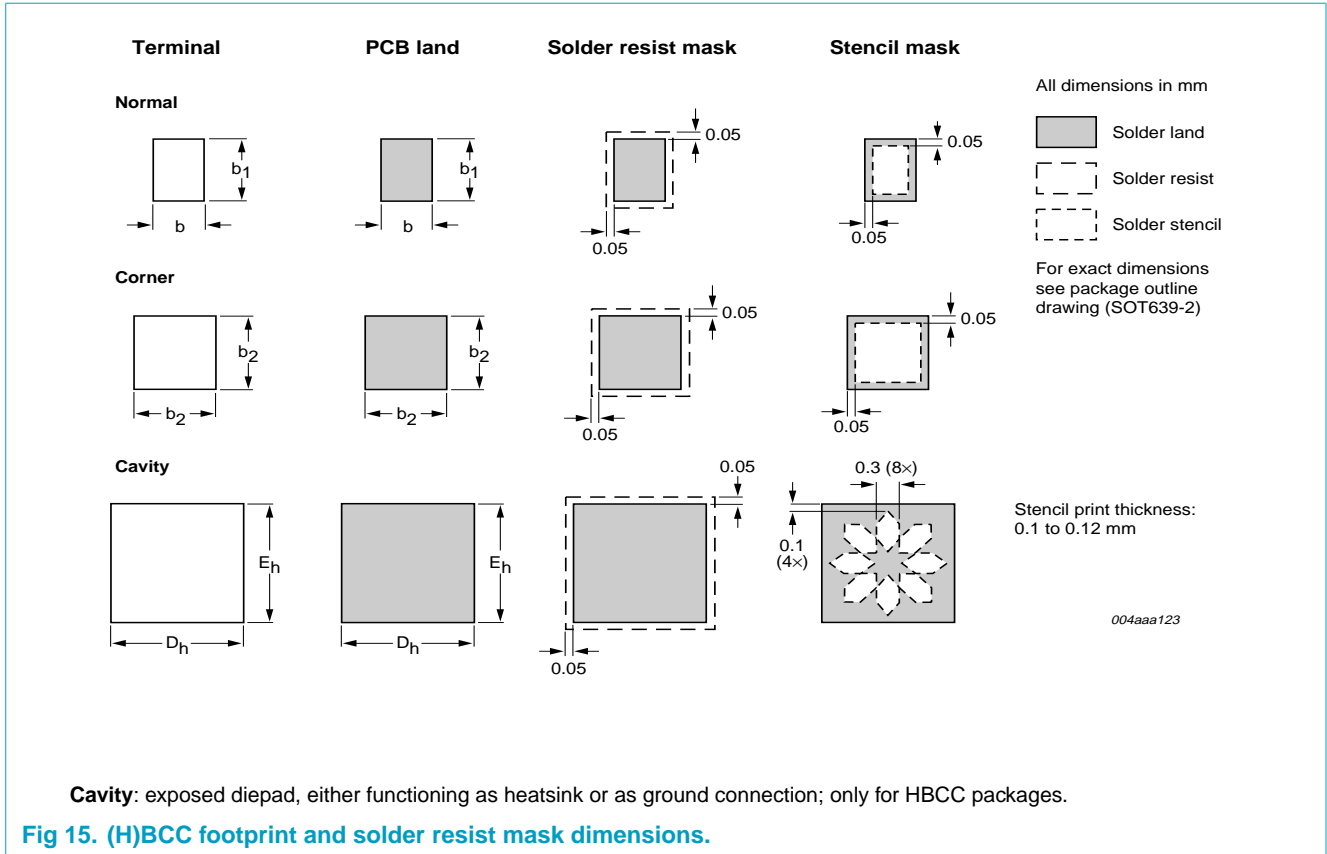 Terminal PCB land Solder resist mask Stencil mask
All dimensions in mm
Normal
b1
b
b1
b
0.05
0.05
0.05
0.05
Solder land
Solder resist
Solder stencil
For exact dimensions
see package outline
drawing (SOT639-2)
Corner
b2
b2
b2
b2
0.05
0.05
0.05
0.05
Cavity
Eh
Dh
Eh
Dh
0.05
0.05
0.3 (8×)
0.1
(4×)
Stencil print thickness:
0.1 to 0.12 mm
004aaa123
Cavity: exposed diepad, either functioning as heatsink or as ground connection; only for HBCC packages.
Fig 15. (H)BCC footprint and solder resist mask dimensions.